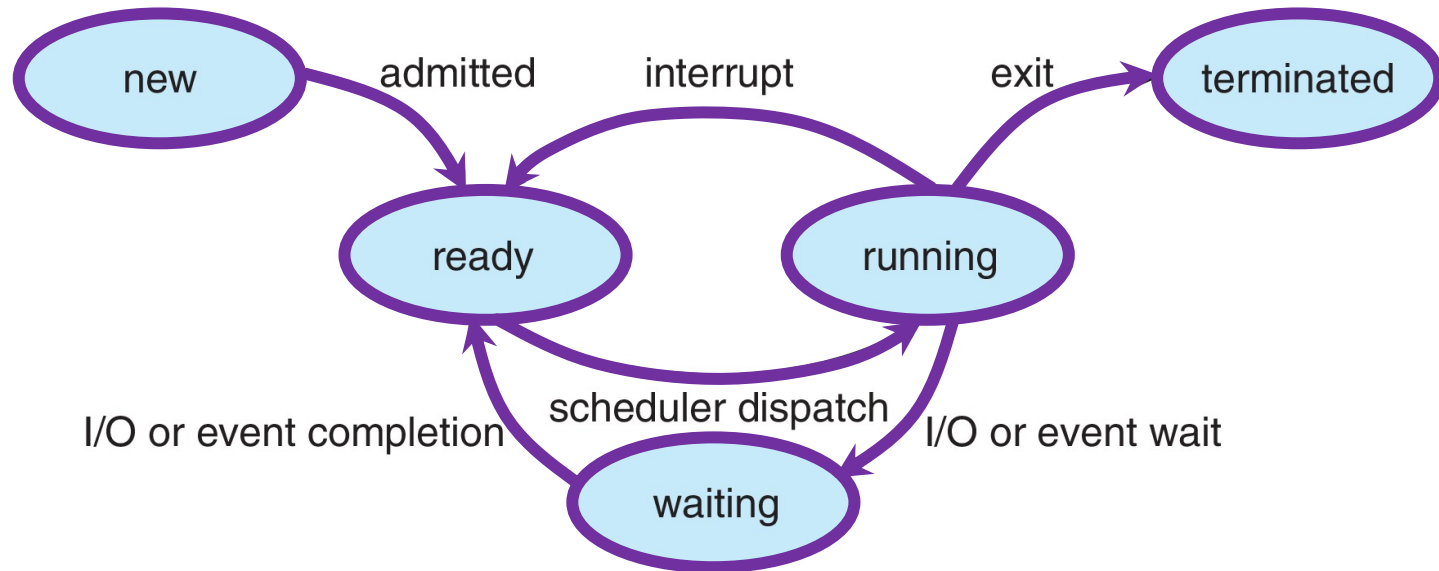 new
admitted
interrupt
exit
terminated
ready
running
scheduler dispatch
I/O or event completion
I/O or event wait
waiting